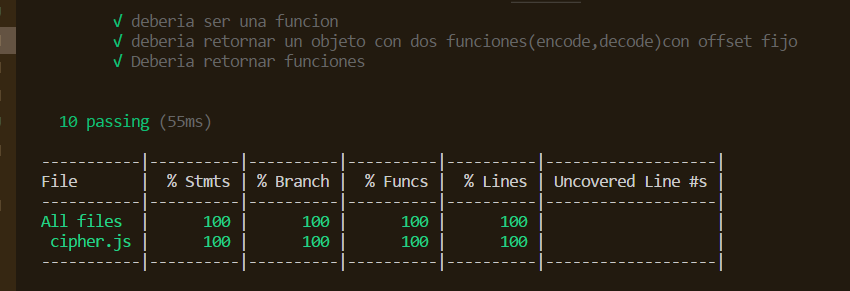 √ deberia ser una funcion
√ deberia retornar un objeto con dos funciones(encode,decode)con offset fijo
√ Deberia retornar funciones
10 passing (55ms)
-----------|----------|----------|----------|----------|-------------------|
File       |  % Stmts | % Branch |  % Funcs |  % Lines | Uncovered Line #s |
-----------|----------|----------|----------|----------|-------------------|
All files  |      100 |      100 |      100 |      100 |                   |
 cipher.js |      100 |      100 |      100 |      100 |                   |
-----------|----------|----------|----------|----------|-------------------|